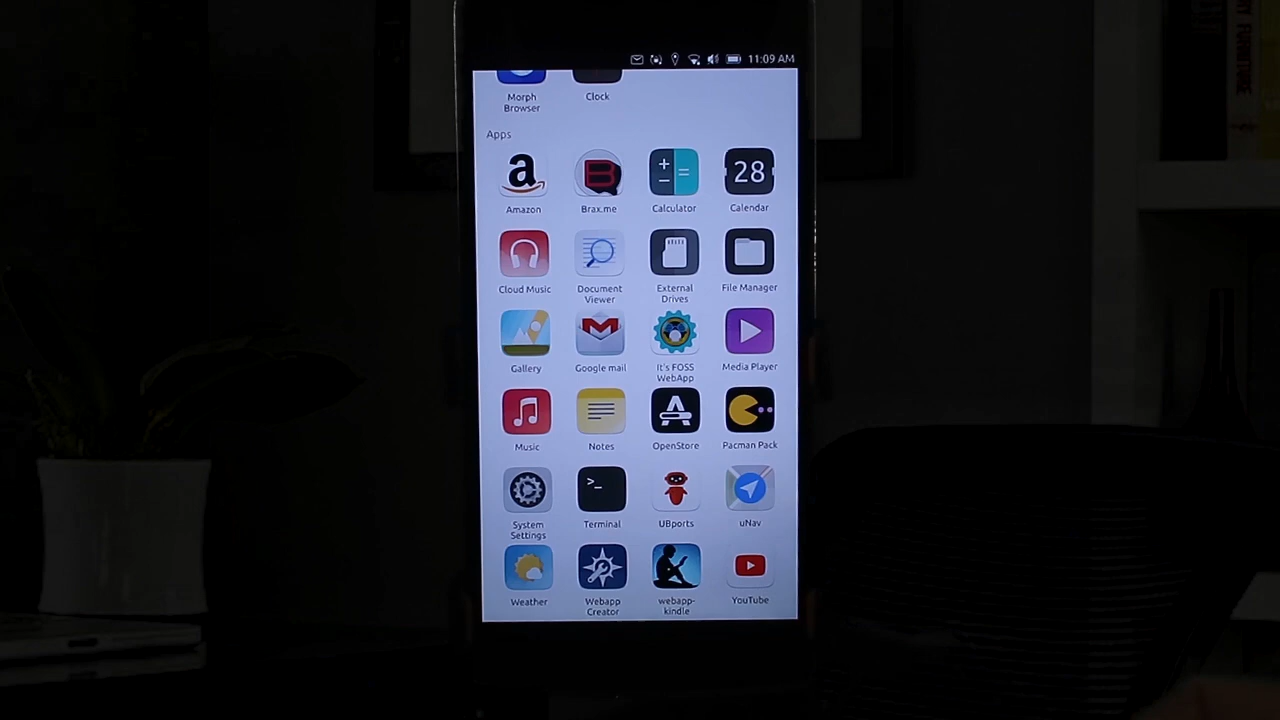 11:09 AM
Morph
Browser
Clock
Apps
Amazon
Brax.me
Calculator
28
Calendar
Cloud Music
Document
Viewer
External
Drives
File Manager
Gallery
Google mail
It's FOSS
WebApp
Media Player
Music
Notes
OpenStore
Pacman Pack
System
Settings
>_
Terminal
UBports
uNav
Weather
Webapp
Creator
webapp-
kindle
YouTube